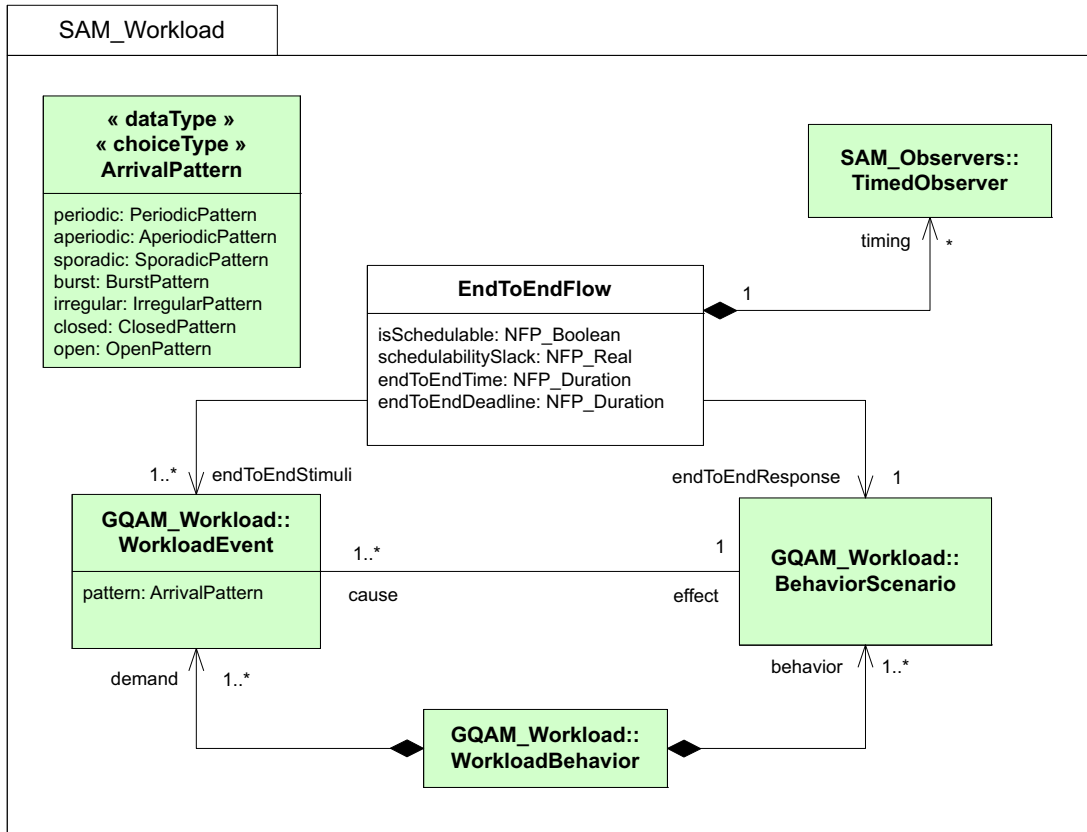 SAM_Workload
« dataType »
« choiceType »
ArrivalPattern
periodic: PeriodicPattern
aperiodic: AperiodicPattern
sporadic: SporadicPattern
burst: BurstPattern
irregular: IrregularPattern
closed: ClosedPattern
open: OpenPattern
SAM_Observers::
TimedObserver
timing
*
EndToEndFlow
1
isSchedulable: NFP_Boolean
schedulabilitySlack: NFP_Real
endToEndTime: NFP_Duration
endToEndDeadline: NFP_Duration
1..* endToEndStimuli
endToEndResponse 1
GQAM_Workload::
WorkloadEvent
pattern: ArrivalPattern
1..*
cause
1
effect
GQAM_Workload::
BehaviorScenario
demand 1..*
behavior 1..*
GQAM_Workload::
WorkloadBehavior